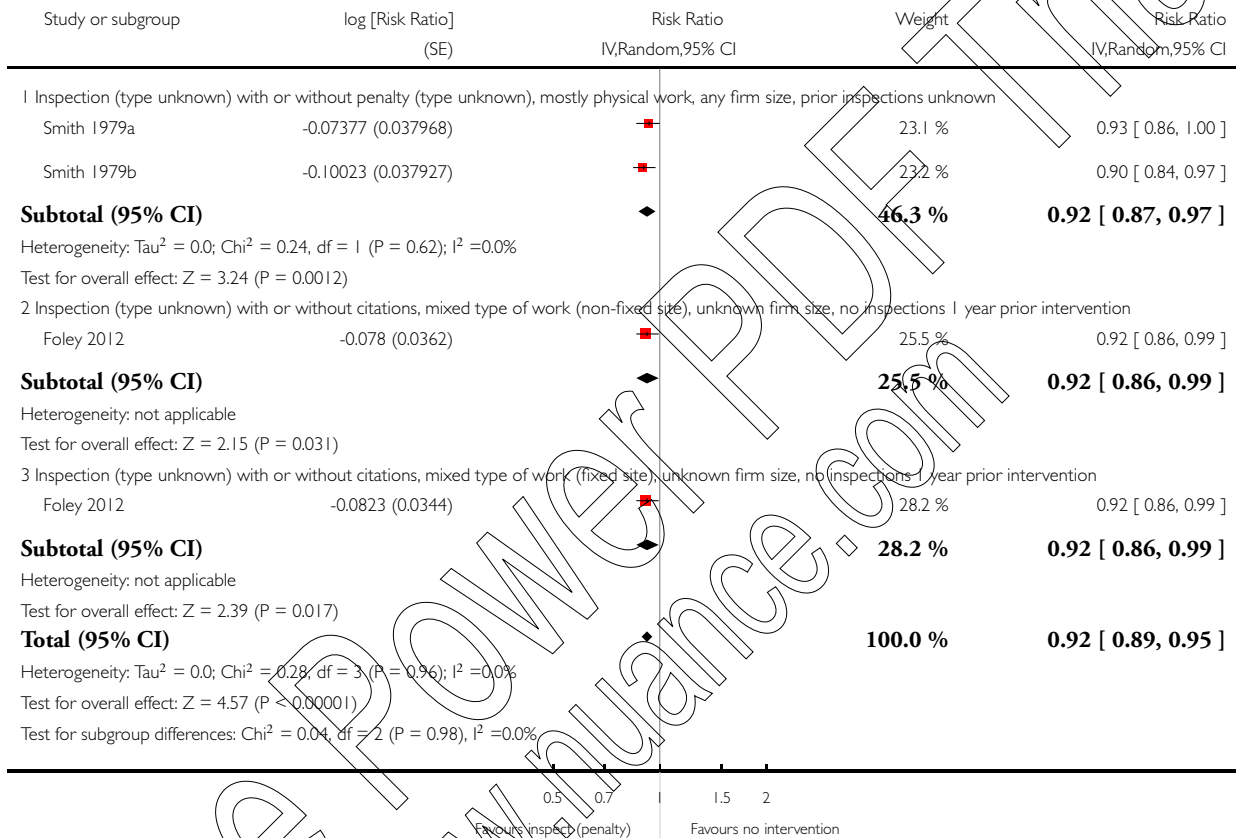 Study or subgroup log [Risk Ratio] Risk Ratio Weight Risk Ratio
(SE) IV,Random,95% CI IV,Random,95% CI
1 Inspection (type unknown) with or without penalty (type unknown), mostly physical work, any firm size, prior inspections unknown
Smith 1979a -0.07377 (0.037968) 23.1 % 0.93 [ 0.86, 1.00 ]
Smith 1979b -0.10023 (0.037927) 23.2 % 0.90 [ 0.84, 0.97 ]
Subtotal (95% CI) 46.3 % 0.92 [ 0.87, 0.97 ]
Heterogeneity: Tau² = 0.0; Chi² = 0.24, df = 1 (P = 0.62); I² =0.0%
Test for overall effect: Z = 3.24 (P = 0.0012)
2 Inspection (type unknown) with or without citations, mixed type of work (non-fixed site), unknown firm size, no inspections 1 year prior intervention
Foley 2012 -0.078 (0.0362) 25.5 % 0.92 [ 0.86, 0.99 ]
Subtotal (95% CI) 25.5 % 0.92 [ 0.86, 0.99 ]
Heterogeneity: not applicable
Test for overall effect: Z = 2.15 (P = 0.031)
3 Inspection (type unknown) with or without citations, mixed type of work (fixed site), unknown firm size, no inspections 1 year prior intervention
Foley 2012 -0.0823 (0.0344) 28.2 % 0.92 [ 0.86, 0.99 ]
Subtotal (95% CI) 28.2 % 0.92 [ 0.86, 0.99 ]
Heterogeneity: not applicable
Test for overall effect: Z = 2.39 (P = 0.017)
Total (95% CI) 100.0 % 0.92 [ 0.89, 0.95 ]
Heterogeneity: Tau² = 0.0; Chi² = 0.28, df = 3 (P = 0.96); I² =0.0%
Test for overall effect: Z = 4.57 (P < 0.00001)
Test for subgroup differences: Chi² = 0.04, df = 2 (P = 0.98), I² =0.0%
0.5 0.7 1 1.5 2
Favours inspect (penalty) Favours no intervention
e Power PDF
w.nuance.com